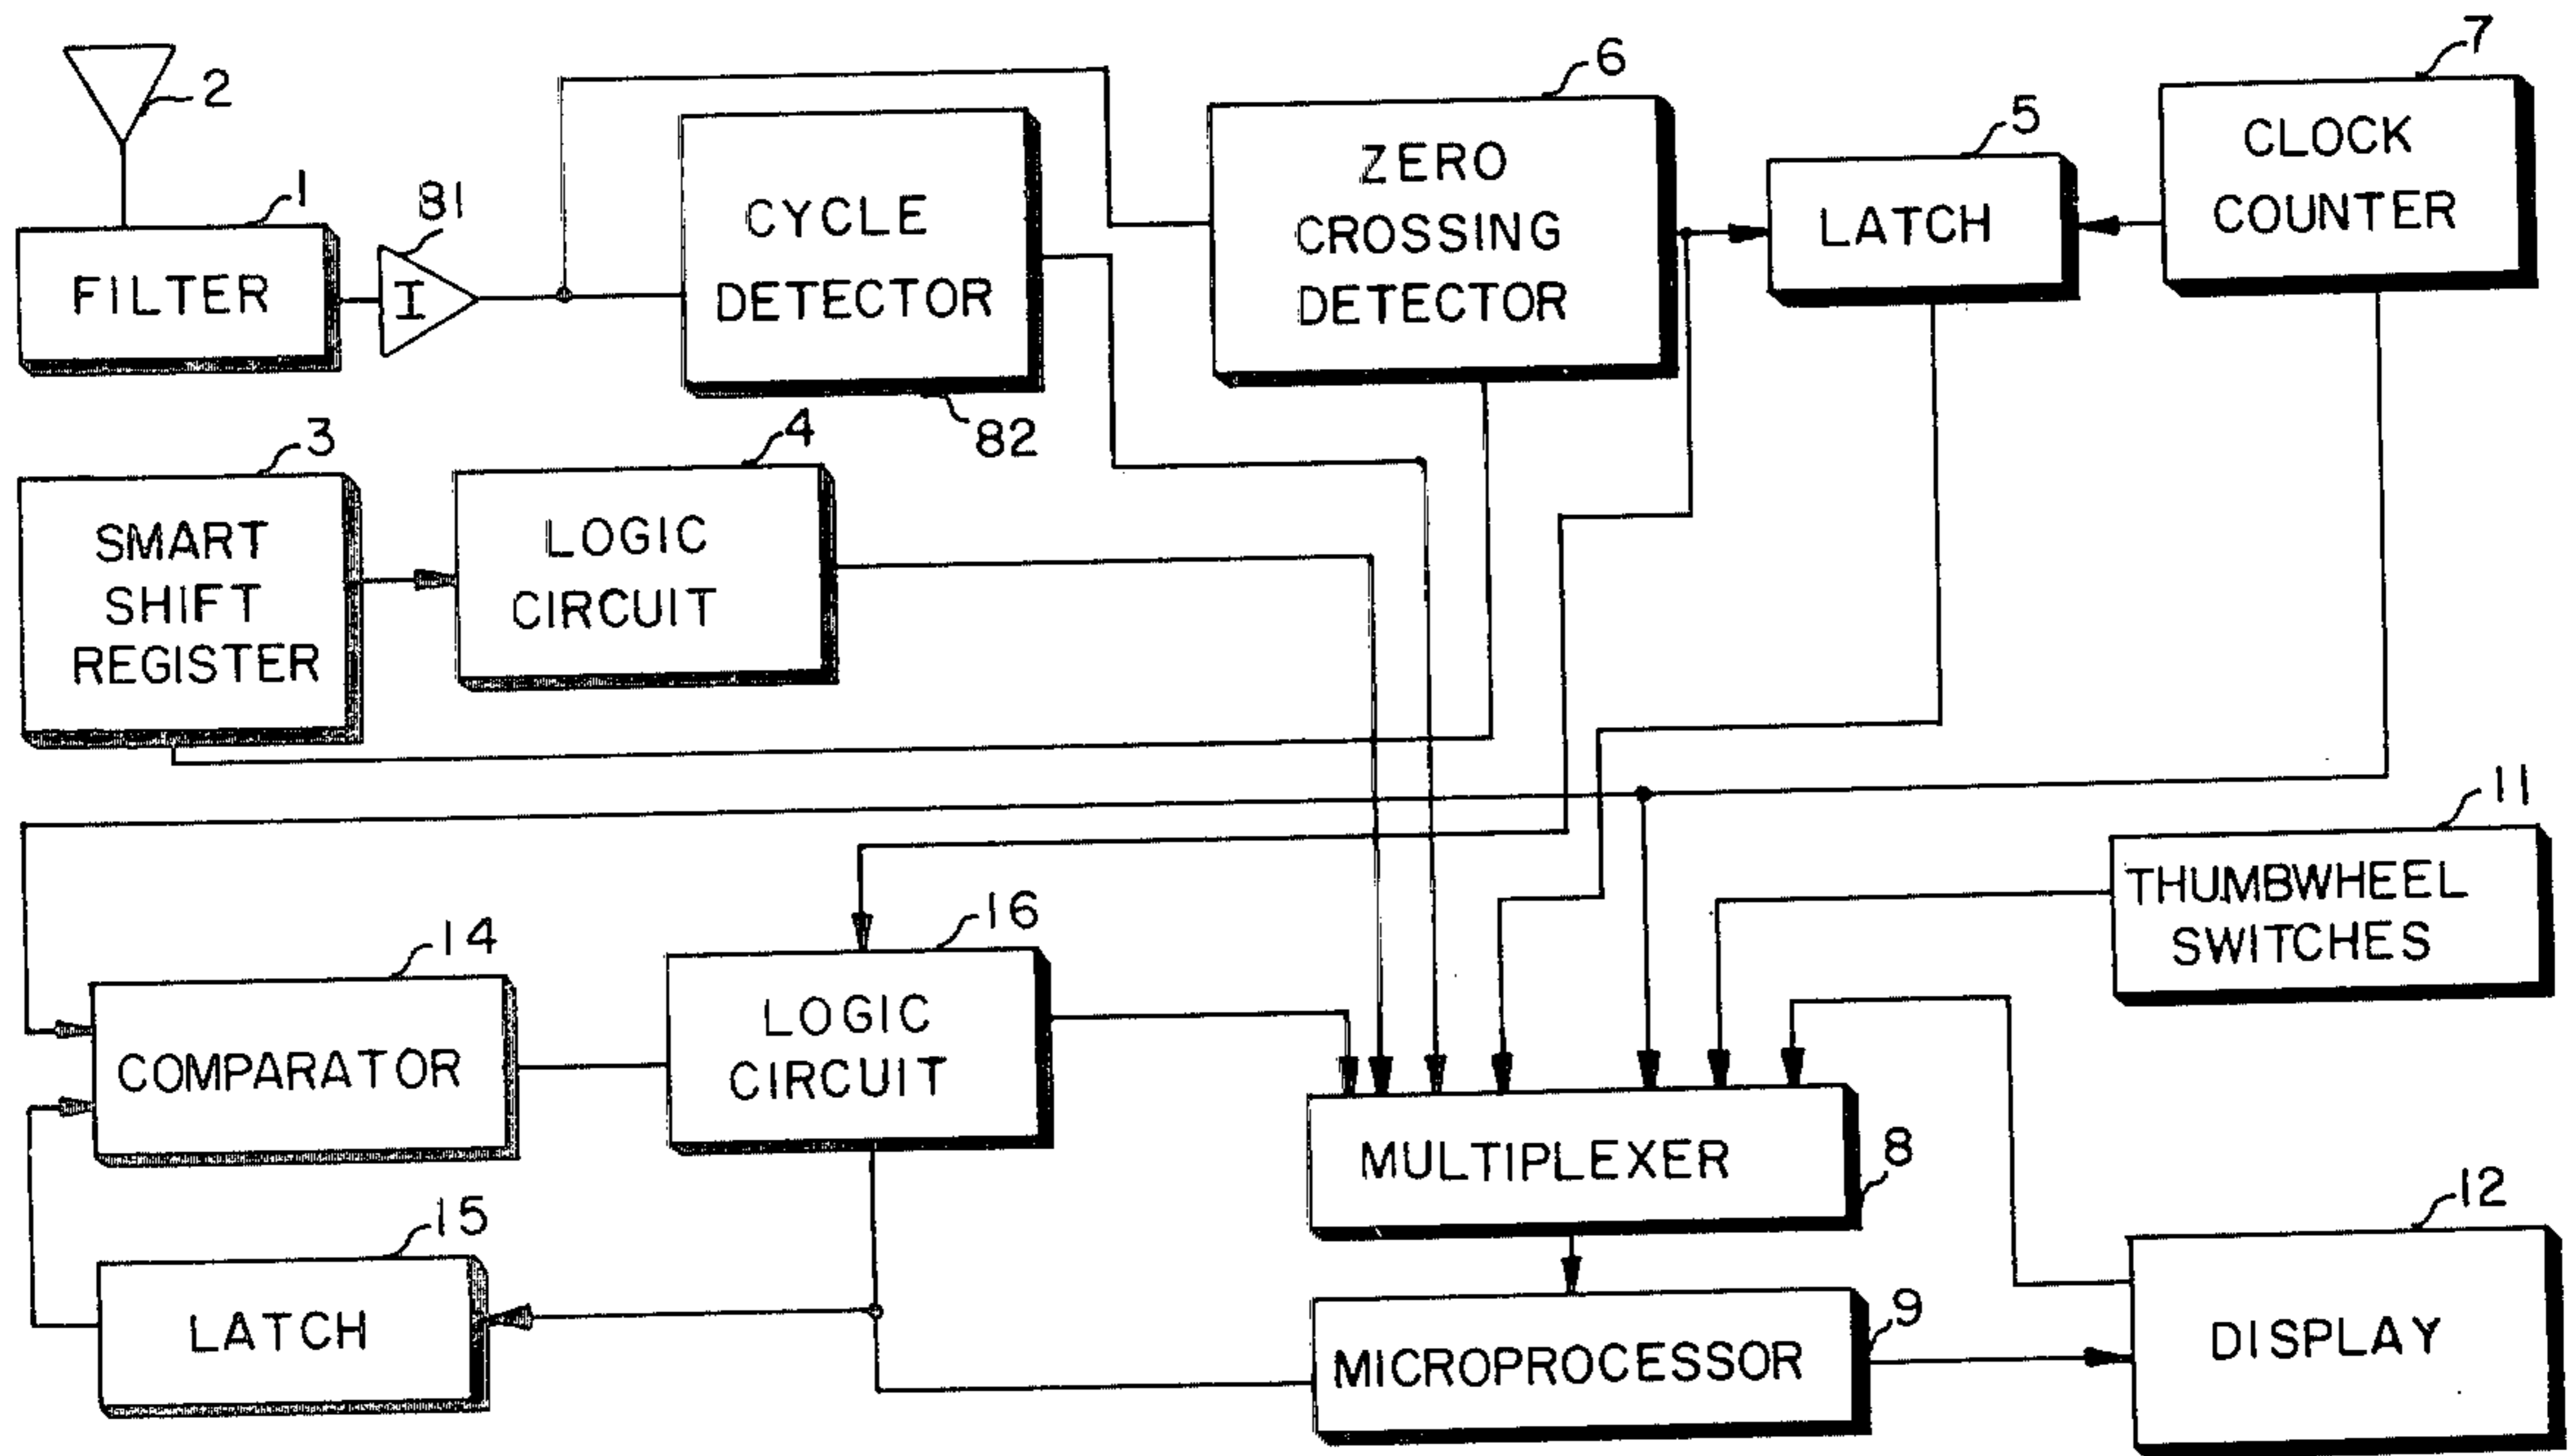 2
1
FILTER
81
I
CYCLE
DETECTOR
82
6
ZERO
CROSSING
DETECTOR
5
LATCH
7
CLOCK
COUNTER
3
SMART
SHIFT
REGISTER
4
LOGIC
CIRCUIT
11
THUMBWHEEL
SWITCHES
14
COMPARATOR
16
LOGIC
CIRCUIT
MULTIPLEXER
8
15
LATCH
MICROPROCESSOR
9
12
DISPLAY